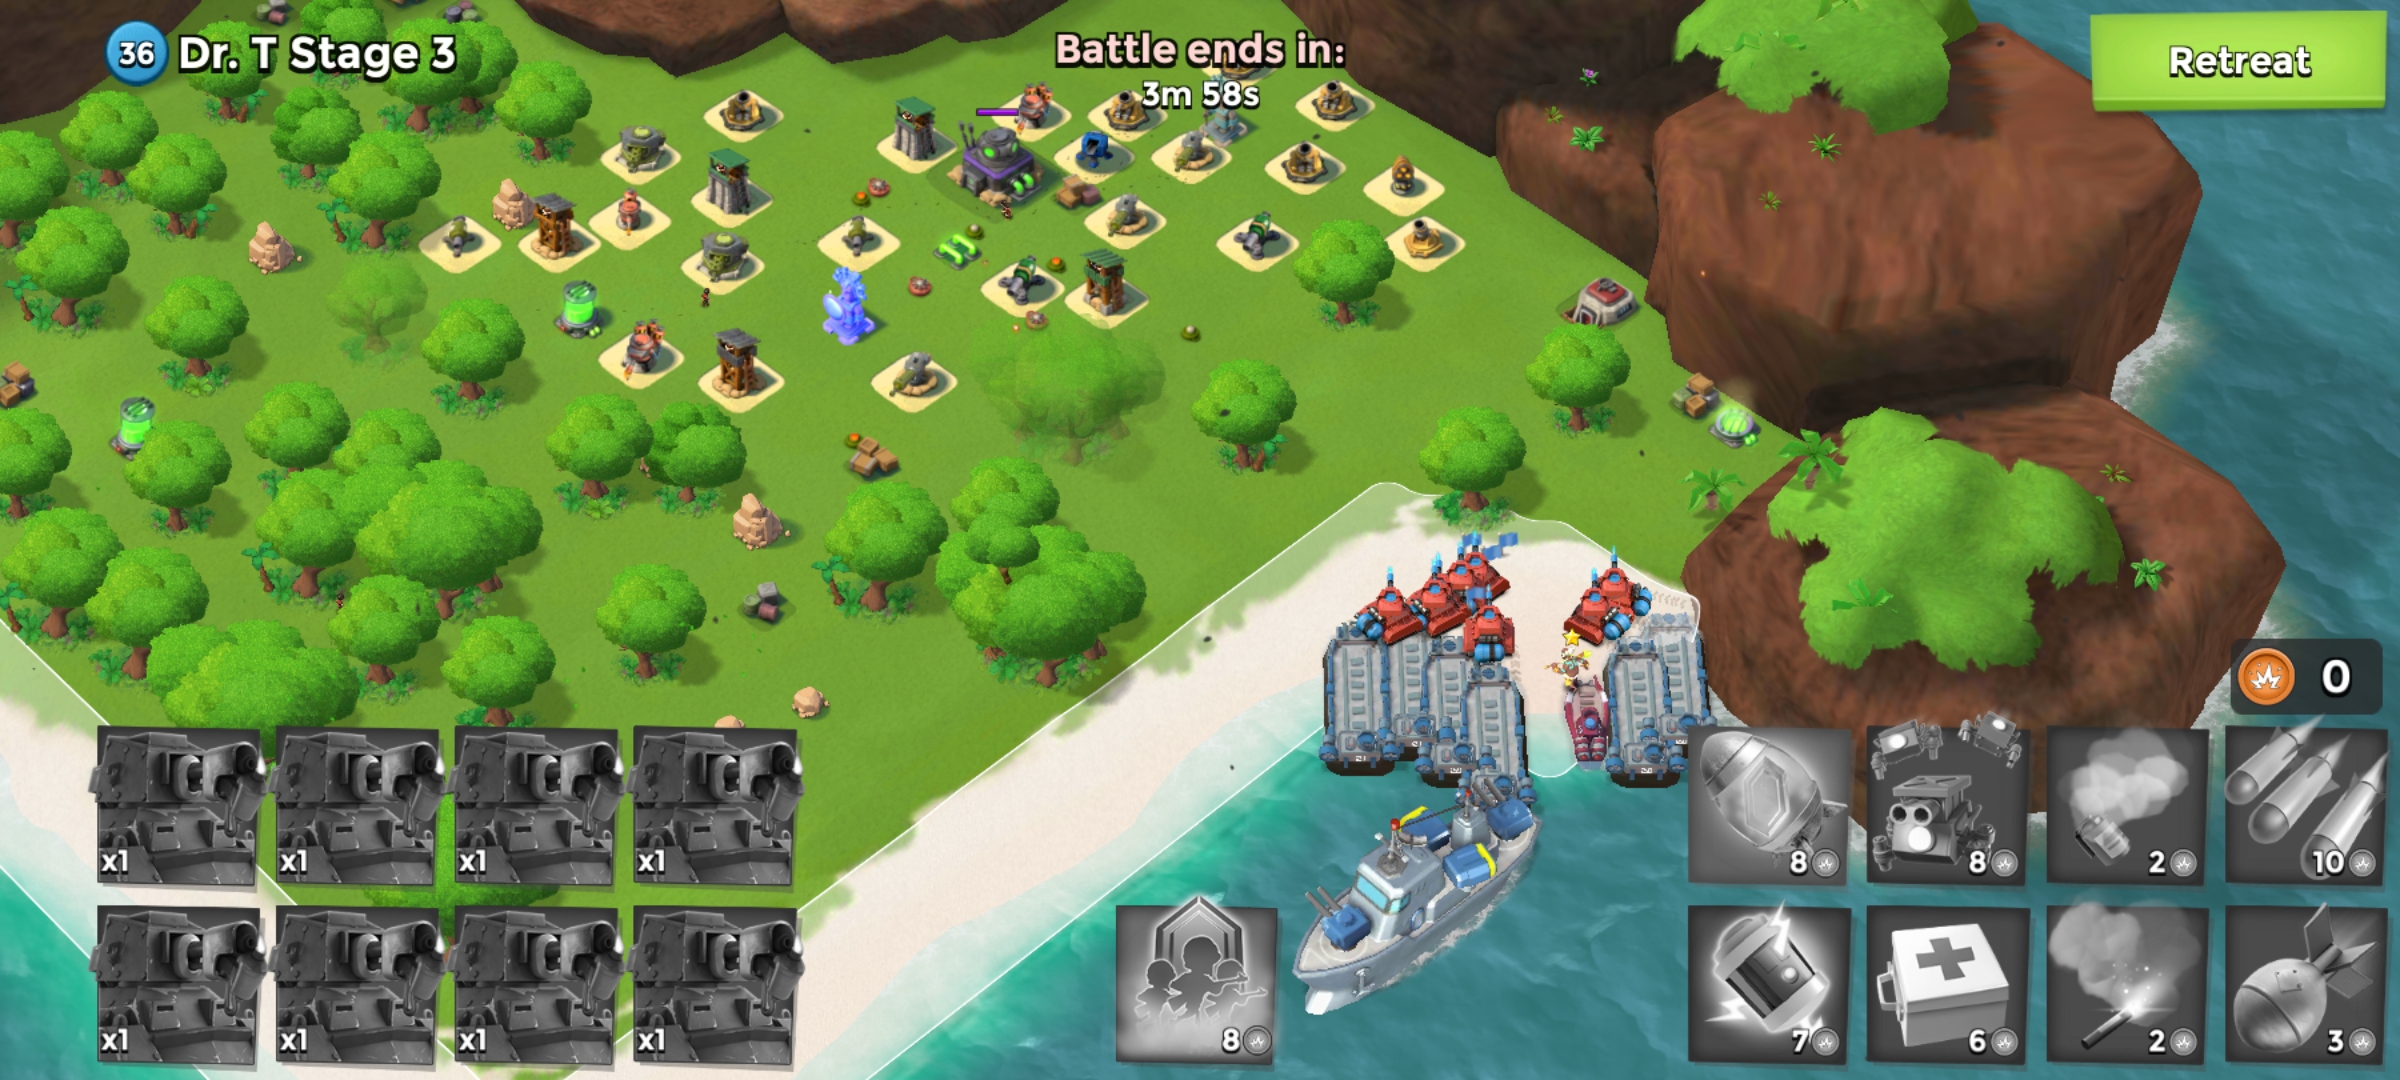 36 Dr. T Stage 3
Battle ends in:
3m 58s
Retreat
0
x1 x1 x1 x1
8 8 2 10
x1 x1 x1 x1
8
7 6 2 3